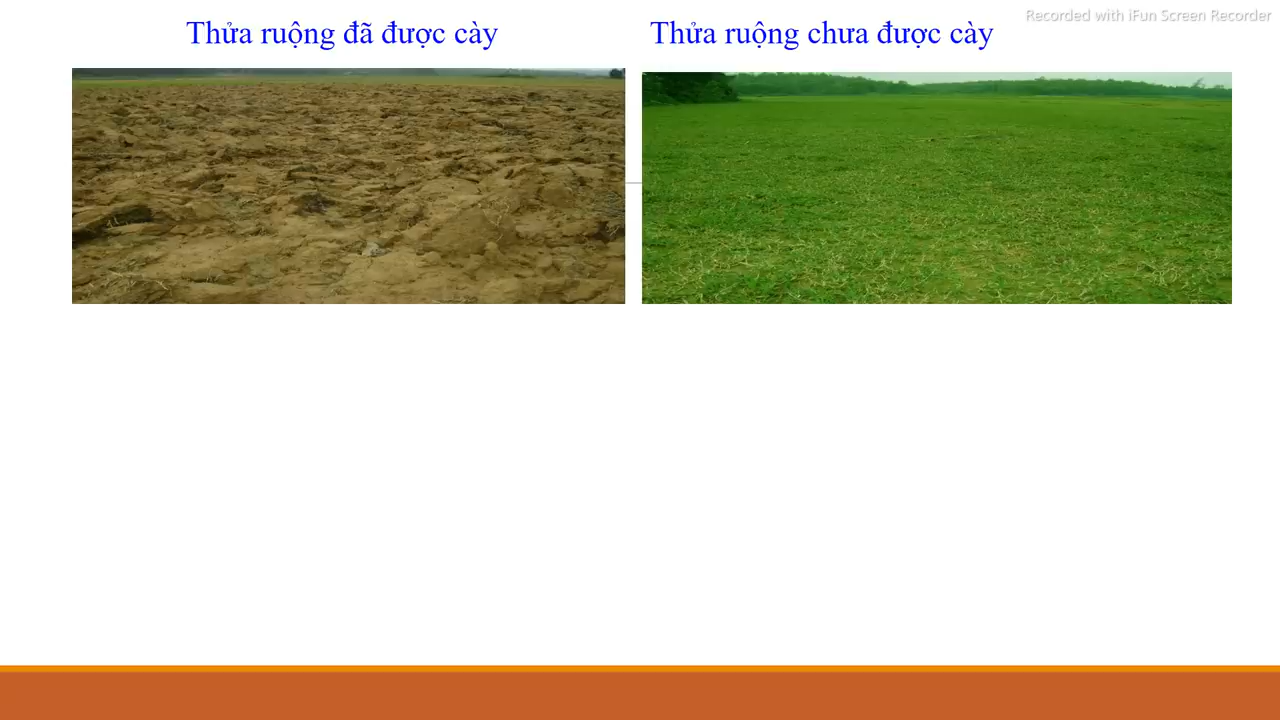 Recorded with iFun Screen Recorder
Thửa ruộng đã được cày
Thửa ruộng chưa được cày